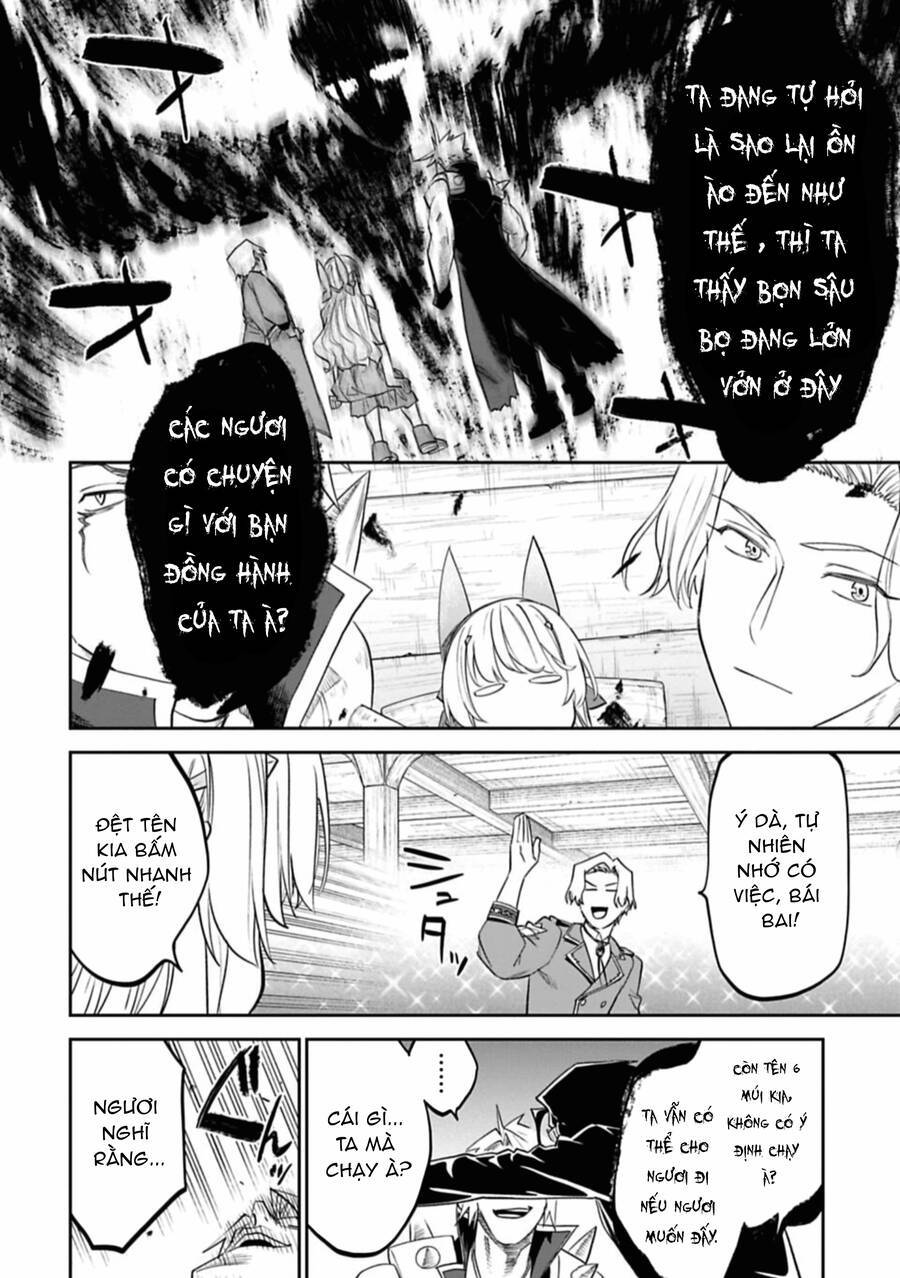 TA ĐANG TỰ HỎI
LÀ SAO LẠI ỒN
ÀO ĐẾN NHƯ
THẾ , THÌ TA
THẤY BỌN SÂU
BỌ ĐANG LỞN
VỞN Ở ĐÂY
CÁC NGƯƠI
CÓ CHUYỆN
GÌ VỚI BẠN
ĐỒNG HÀNH
CỦA TA À?
Ý DÀ, TỰ
NHIÊN
NHỚ CÓ
VIỆC, BÁI
BAI!
シュタ
ĐỆT TÊN
KIA BẤM
NÚT NHANH
THẾ!
CÒN TÊN 6
MÚI KIA,
KHÔNG CÓ Ý
ĐỊNH CHẠY
À?
TA VẪN CÓ
THỂ CHO
NGƯƠI ĐI
NẾU NGƯƠI
MUỐN ĐẤY.
……
CÁI GÌ...
TA MÀ
CHẠY À?
NGƯƠI
NGHĨ
RẰNG...